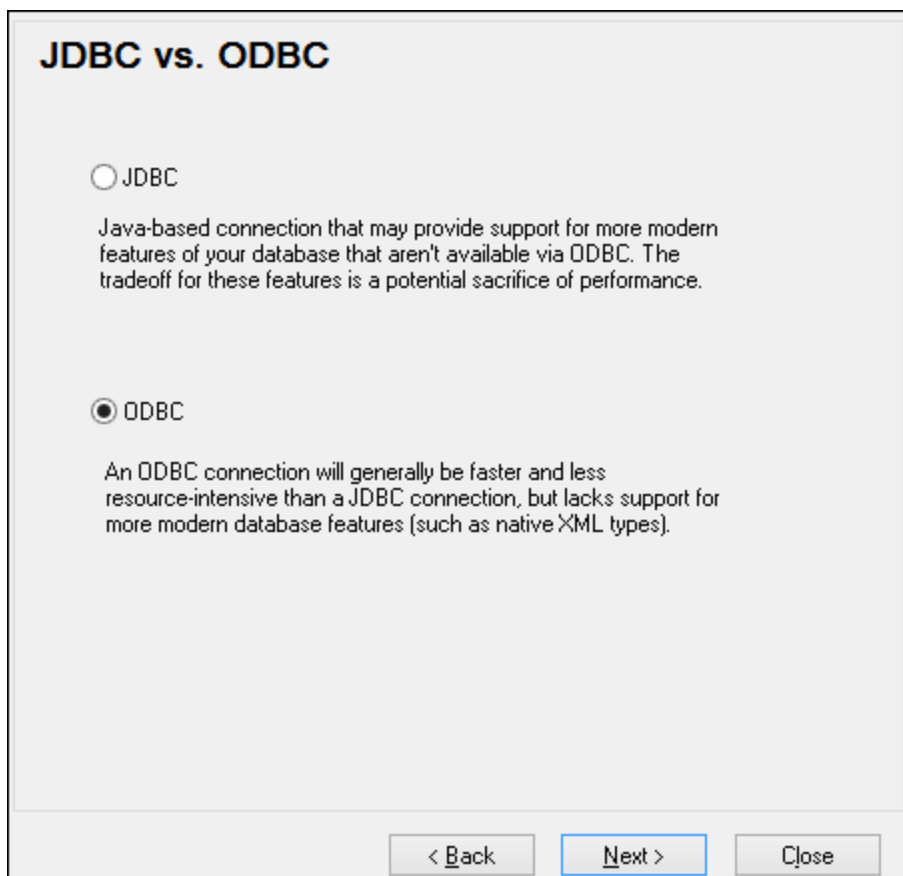 JDBC vs. ODBC
JDBC
Java-based connection that may provide support for more modern
features of your database that aren't available via ODBC. The
tradeoff for these features is a potential sacrifice of performance.
ODBC
An ODBC connection will generally be faster and less
resource-intensive than a JDBC connection, but lacks support for
more modern database features (such as native XML types).
< Back Next > Close